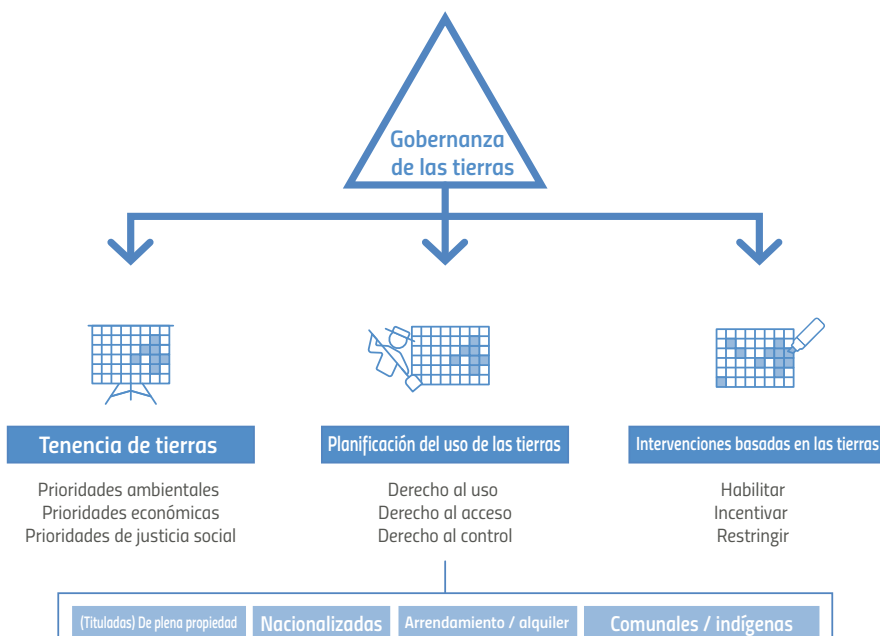 Gobernanza
de las tierras
Tenencia de tierras
Prioridades ambientales
Prioridades económicas
Prioridades de justicia social
Planificación del uso de las tierras
Derecho al uso
Derecho al acceso
Derecho al control
Intervenciones basadas en las tierras
Habilitar
Incentivar
Restringir
(Tituladas) De plena propiedad
Nacionalizadas
Arrendamiento / alquiler
Comunales / indígenas